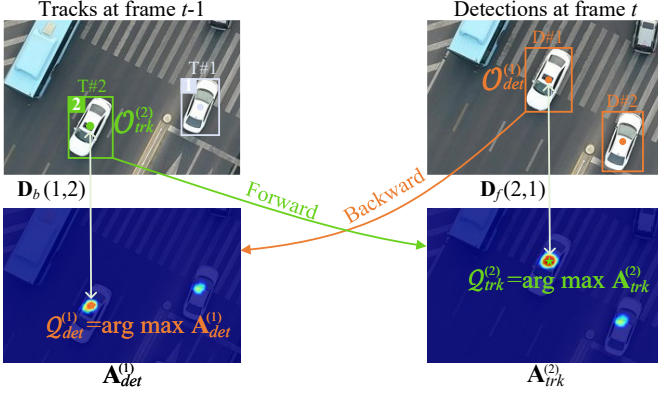 Tracks at frame t-1
Detections at frame t
T#2
T#1
2
1
O_trk^(2)
D#1
D#2
O_det^(1)
D_b(1,2)
Forward
Backward
D_f(2,1)
Q_det^(1)=arg max A_det^(1)
Q_trk^(2)=arg max A_trk^(2)
A_det^(1)
A_trk^(2)